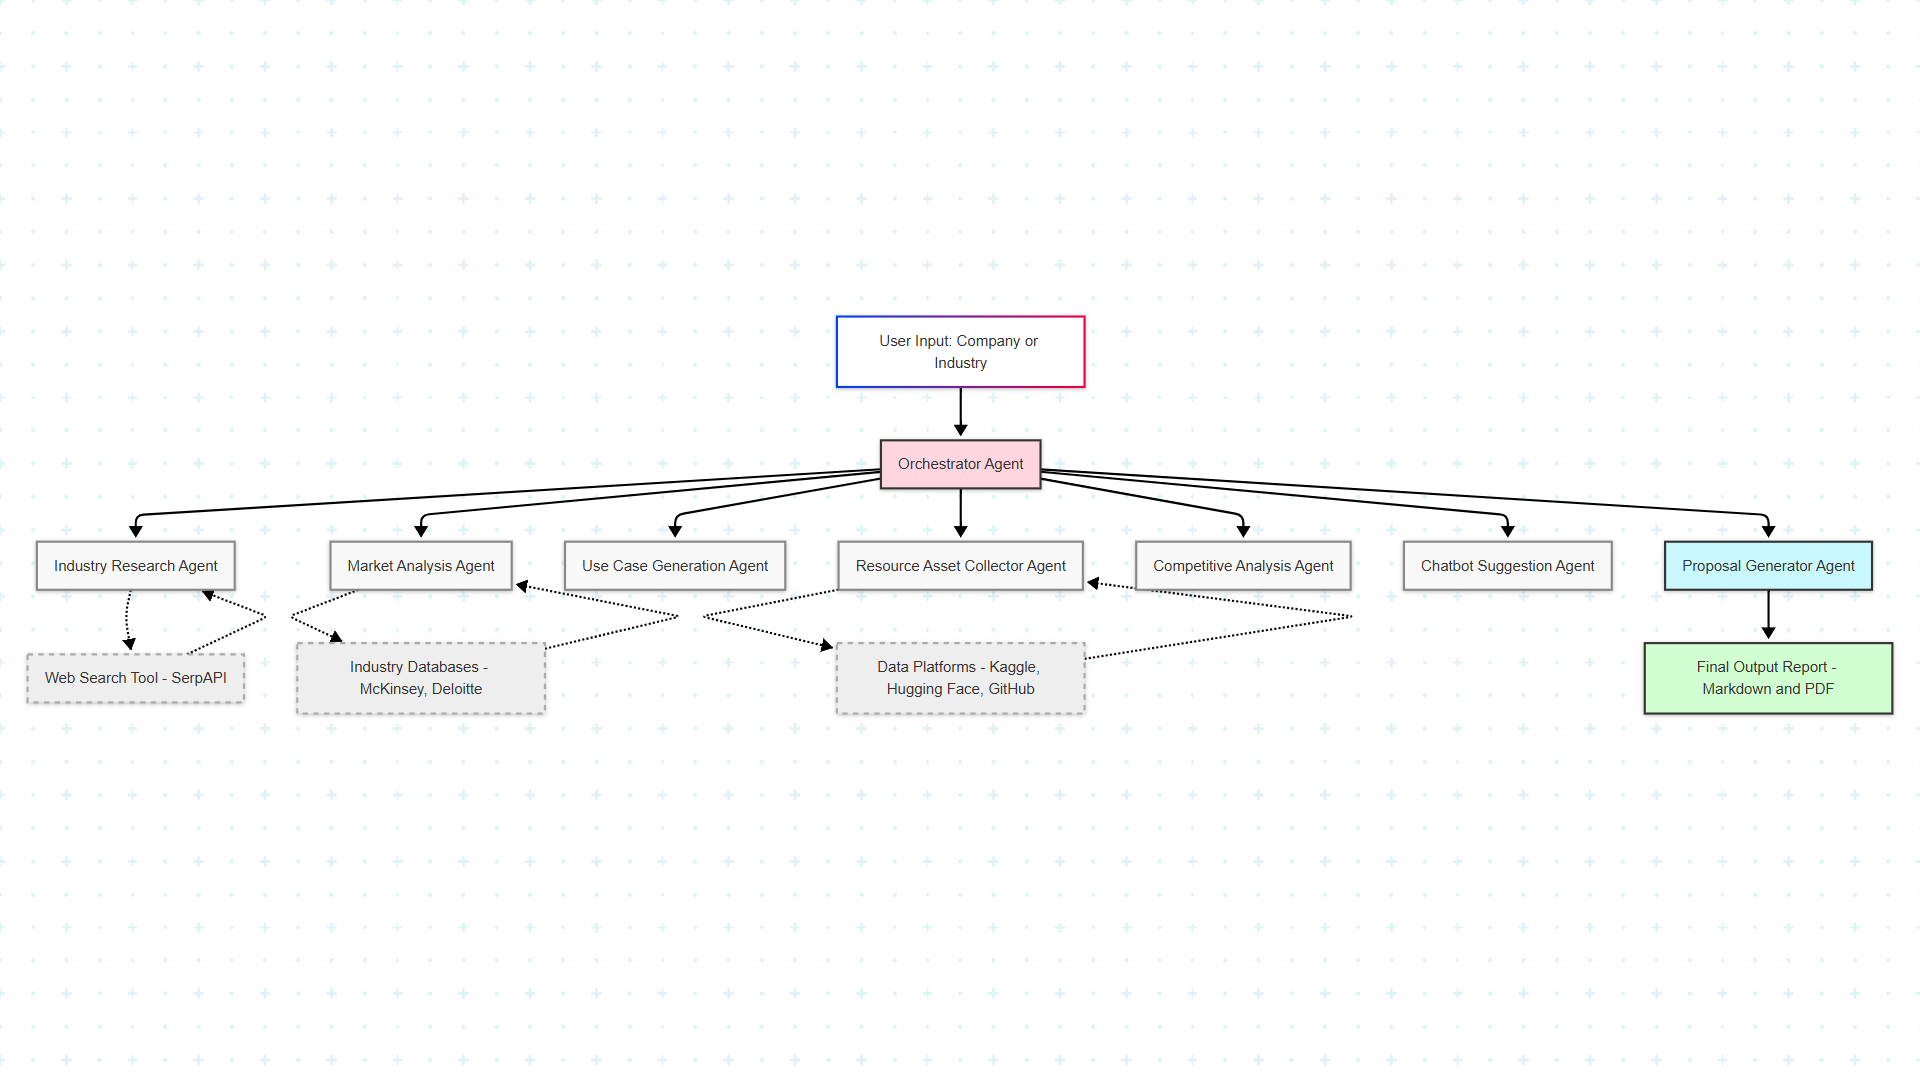 User Input: Company or
Industry
Orchestrator Agent
Industry Research Agent
Market Analysis Agent
Use Case Generation Agent
Resource Asset Collector Agent
Competitive Analysis Agent
Chatbot Suggestion Agent
Proposal Generator Agent
Web Search Tool - SerpAPI
Industry Databases -
McKinsey, Deloitte
Data Platforms - Kaggle,
Hugging Face, GitHub
Final Output Report -
Markdown and PDF